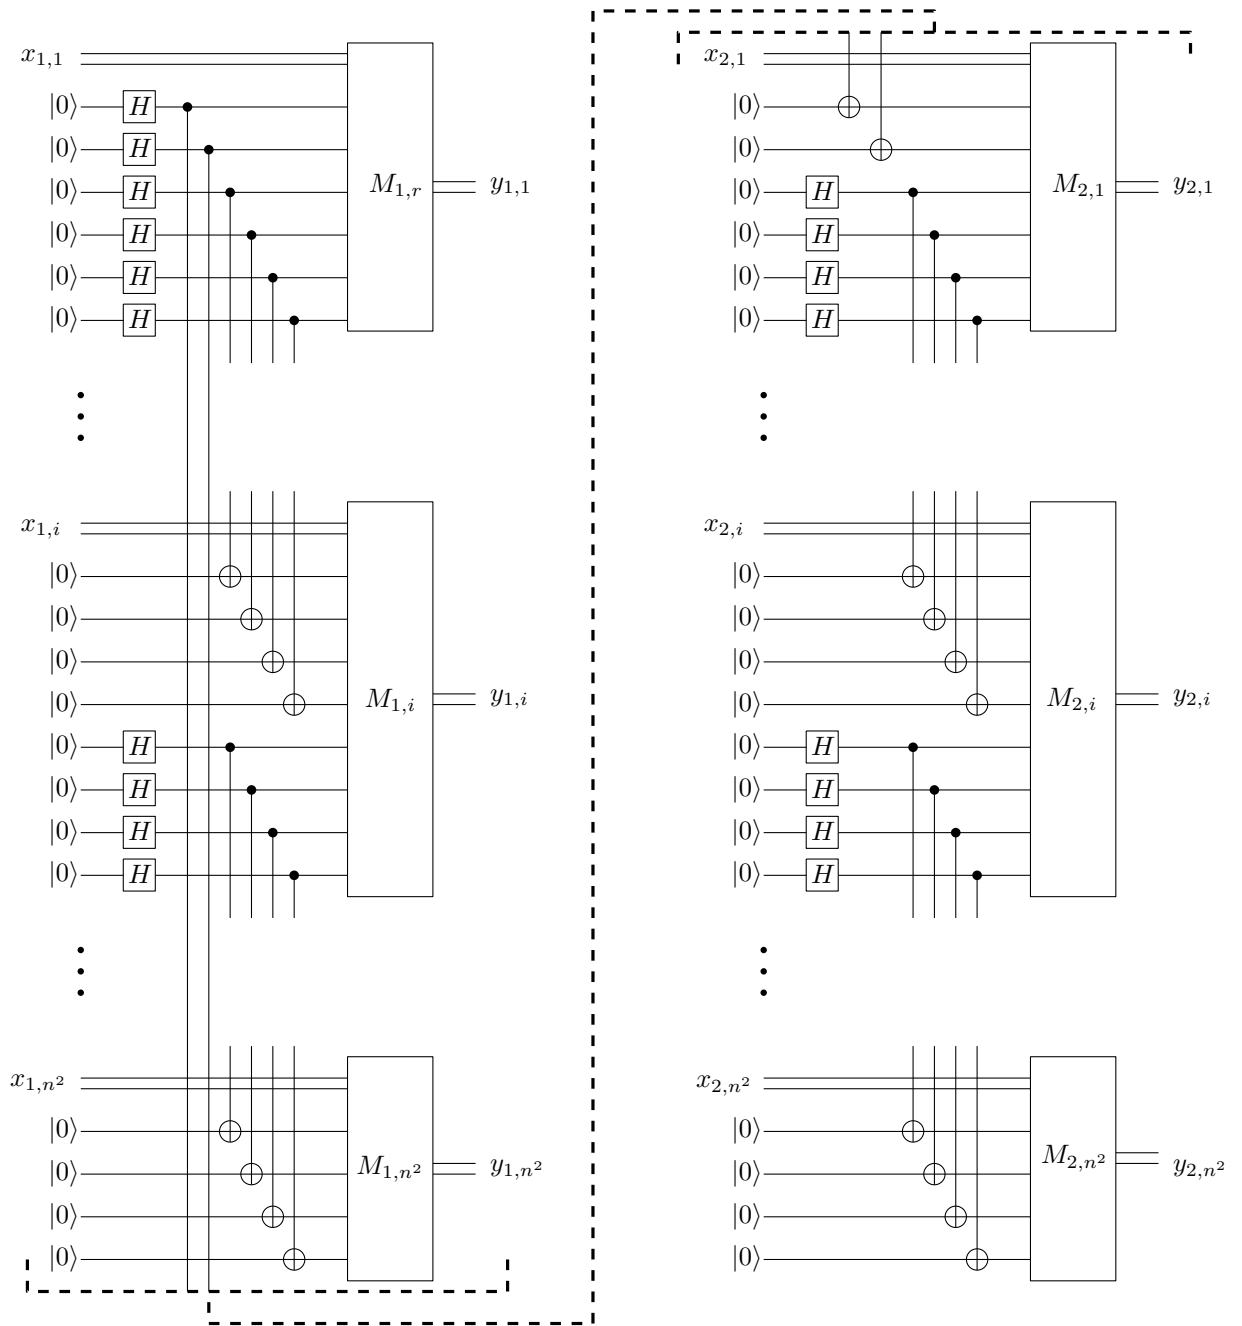 x_{1,1}
|0⟩ H
|0⟩ H
|0⟩ H M_{1,r} y_{1,1}
|0⟩ H
|0⟩ H
|0⟩ H
x_{1,i}
|0⟩
|0⟩
|0⟩
|0⟩ M_{1,i} y_{1,i}
|0⟩ H
|0⟩ H
|0⟩ H
|0⟩ H
x_{1,n^2}
|0⟩
|0⟩ M_{1,n^2} y_{1,n^2}
|0⟩
|0⟩
x_{2,1}
|0⟩
|0⟩
|0⟩ H M_{2,1} y_{2,1}
|0⟩ H
|0⟩ H
|0⟩ H
x_{2,i}
|0⟩
|0⟩
|0⟩
|0⟩ M_{2,i} y_{2,i}
|0⟩ H
|0⟩ H
|0⟩ H
|0⟩ H
x_{2,n^2}
|0⟩
|0⟩ M_{2,n^2} y_{2,n^2}
|0⟩
|0⟩